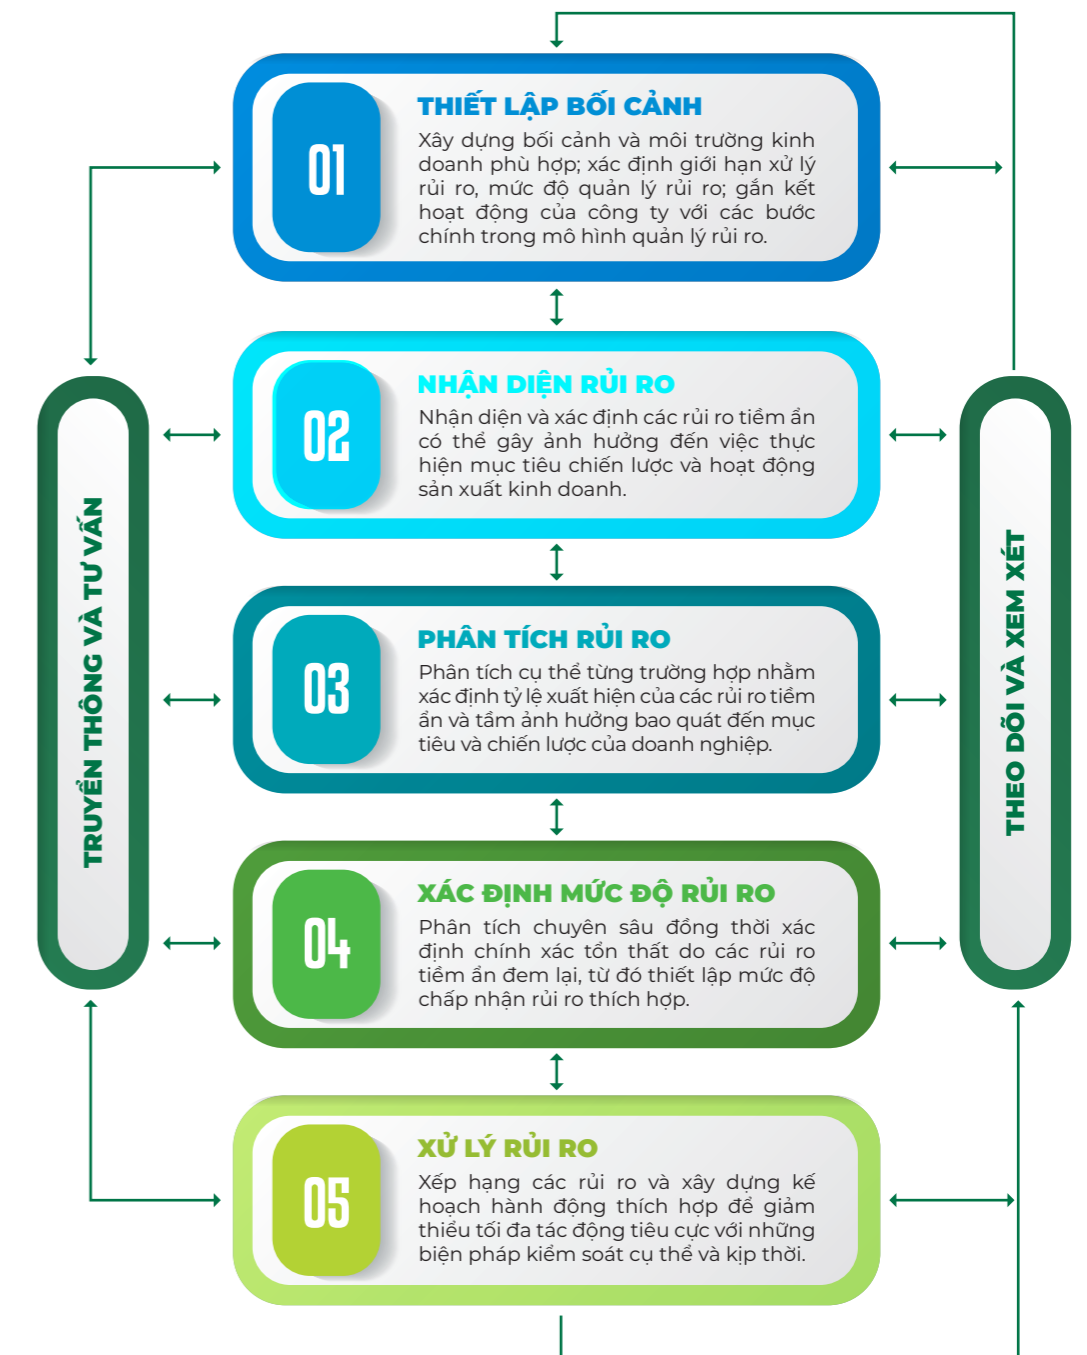 01
THIẾT LẬP BỐI CẢNH
Xây dựng bối cảnh và môi trường kinh
doanh phù hợp; xác định giới hạn xử lý
rủi ro, mức độ quản lý rủi ro; gắn kết
hoạt động của công ty với các bước
chính trong mô hình quản lý rủi ro.
02
NHẬN DIỆN RỦI RO
Nhận diện và xác định các rủi ro tiềm ẩn
có thể gây ảnh hưởng đến việc thực
hiện mục tiêu chiến lược và hoạt động
sản xuất kinh doanh.
TRUYỀN THÔNG VÀ TƯ VẤN
03
PHÂN TÍCH RỦI RO
Phân tích cụ thể từng trường hợp nhằm
xác định tỷ lệ xuất hiện của các rủi ro tiềm
ẩn và tầm ảnh hưởng bao quát đến mục
tiêu và chiến lược của doanh nghiệp.
THEO DÕI VÀ XEM XÉT
04
XÁC ĐỊNH MỨC ĐỘ RỦI RO
Phân tích chuyên sâu đồng thời xác
định chính xác tổn thất do các rủi ro
tiềm ẩn đem lại, từ đó thiết lập mức độ
chấp nhận rủi ro thích hợp.
05
XỬ LÝ RỦI RO
Xếp hạng các rủi ro và xây dựng kế
hoạch hành động thích hợp để giảm
thiểu tối đa tác động tiêu cực với những
biện pháp kiểm soát cụ thể và kịp thời.